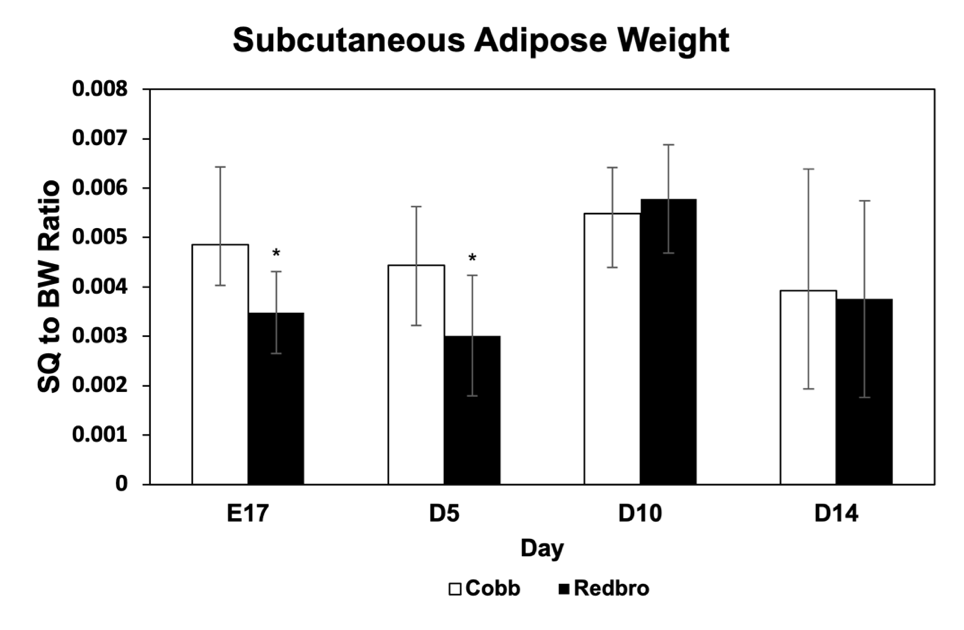 Subcutaneous Adipose Weight
0.008
0.007
0.006
0.005
0.004
0.003
0.002
0.001
0
SQ to BW Ratio
*
*
E17 D5 D10 D14
Day
Cobb Redbro